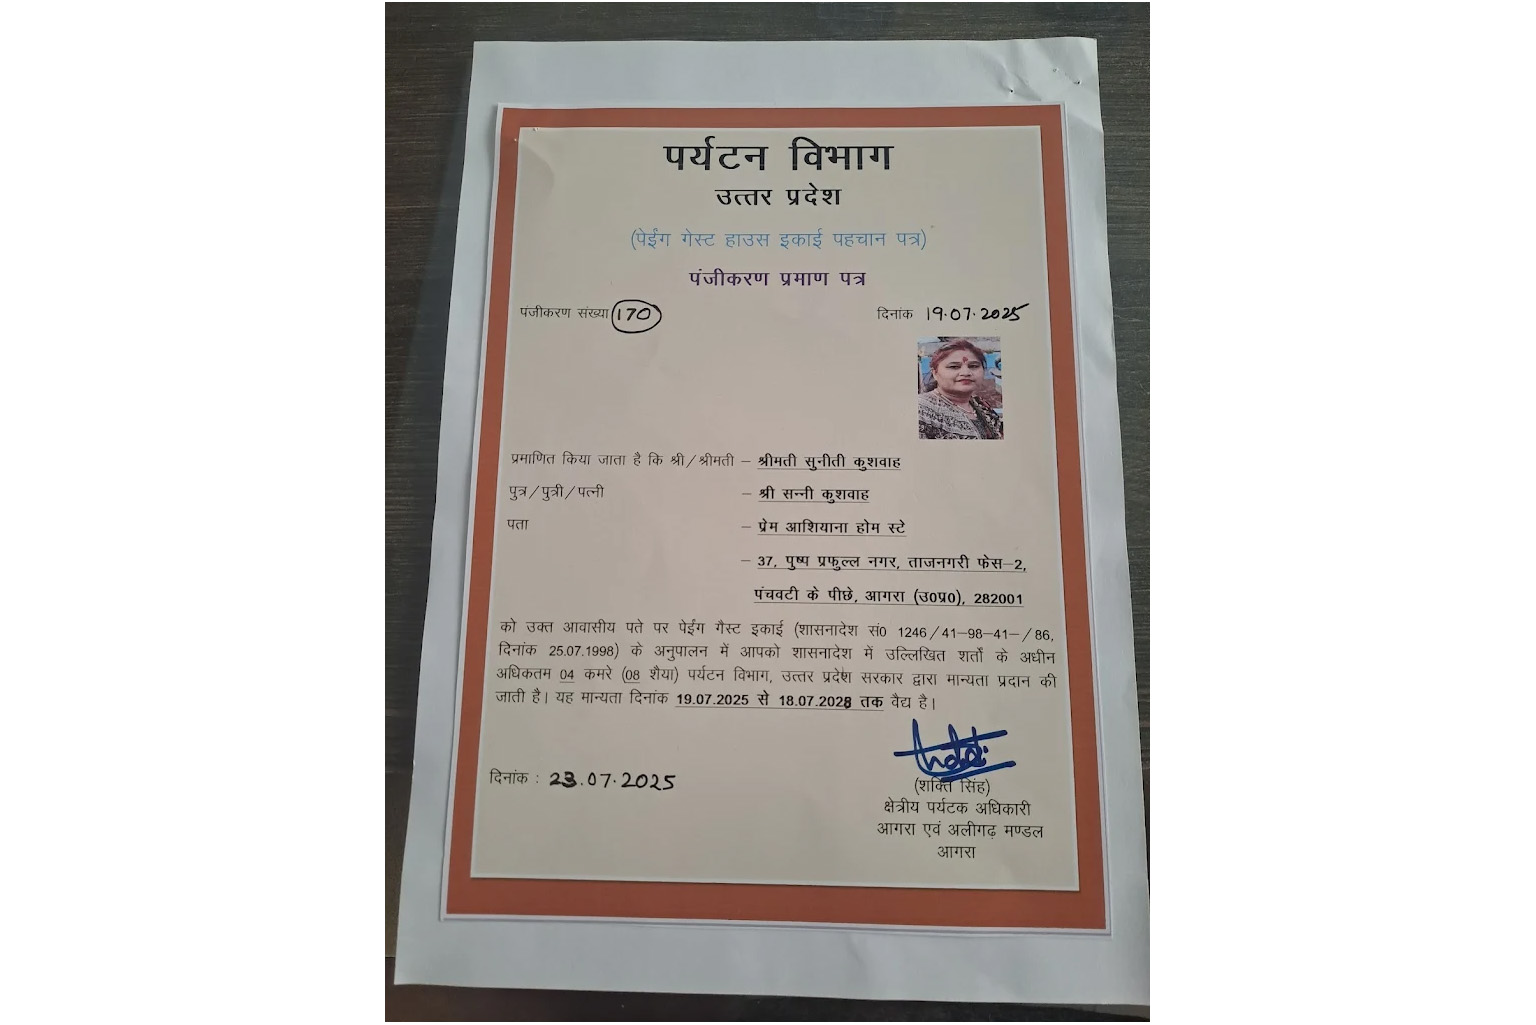 पर्यटन विभाग
उत्तर प्रदेश
(पेईंग गेस्ट हाउस इकाई पहचान पत्र)
पंजीकरण प्रमाण पत्र
पंजीकरण संख्या 170 दिनांक 19.07.2025
प्रमाणित किया जाता है कि श्री/श्रीमती – श्रीमती सुनीती कुशवाह
पुत्र/पुत्री/पत्नी – श्री सन्नी कुशवाह
पता – प्रेम आशियाना होम स्टे
– 37, पुष्प प्रफुल्ल नगर, ताजनगरी फेस–2,
पंचवटी के पीछे, आगरा (उ0प्र0), 282001
को उक्त आवासीय पते पर पेईंग गैस्ट इकाई (शासनादेश सं0 1246/41–98–41–/86,
दिनांक 25.07.1998) के अनुपालन में आपको शासनादेश में उल्लिखित शर्तो के अधीन
अधिकतम 04 कमरे (08 शैया) पर्यटन विभाग, उत्तर प्रदेश सरकार द्वारा मान्यता प्रदान की
जाती है। यह मान्यता दिनांक 19.07.2025 से 18.07.2028 तक वैद्य है।
दिनांक : 23.07.2025
(शक्ति सिंह)
क्षेत्रीय पर्यटक अधिकारी
आगरा एवं अलीगढ़ मण्डल
आगरा